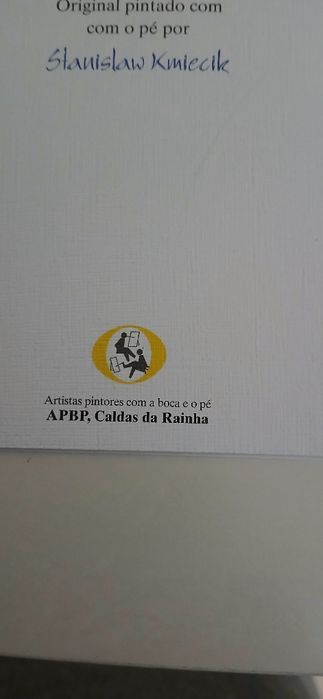 Original pintado com
com o pé por
Stanislaw Kmiecik
Artistas pintores com a boca e o pé
APBP, Caldas da Rainha